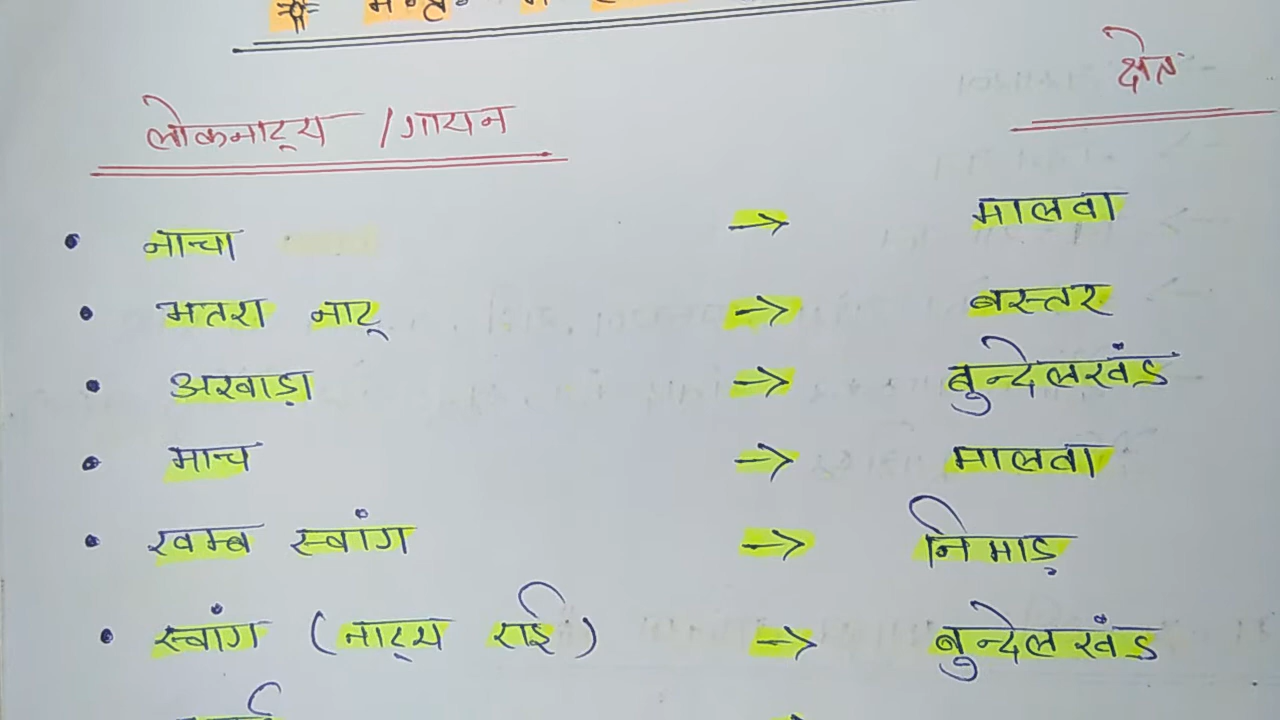 लोकनाट्य / गायन क्षेत्र
• नाचा → मालवा
• भतरा नाट् → बस्तर
• अखाड़ा → बुन्देलखंड
• माच → मालवा
• खम्ब स्वांग → निमाड़
• स्वांग (नाट्य राई) → बुन्देलखंड